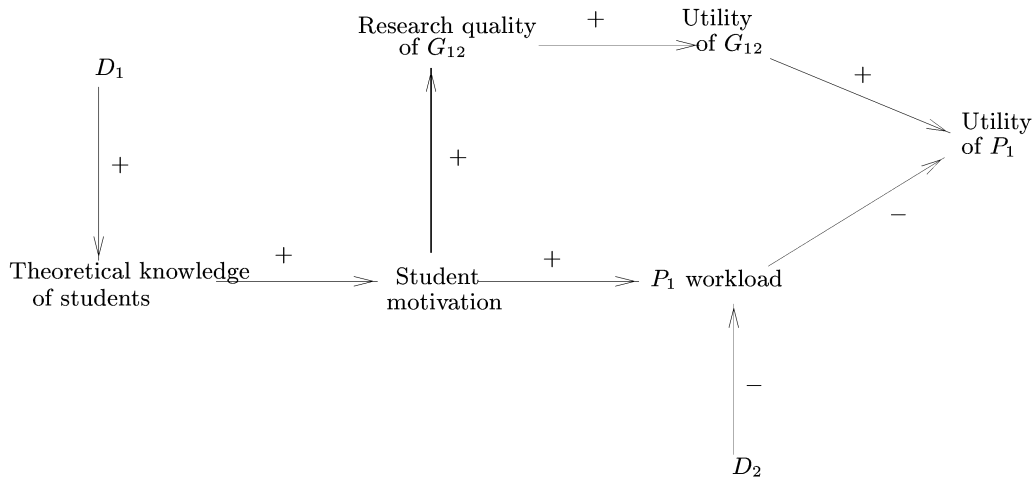 Research quality
of G₁₂
+
Utility
of G₁₂
D₁
+
Utility
of P₁
+
+
Theoretical knowledge
of students
+
Student
motivation
+
P₁ workload
−
−
D₂